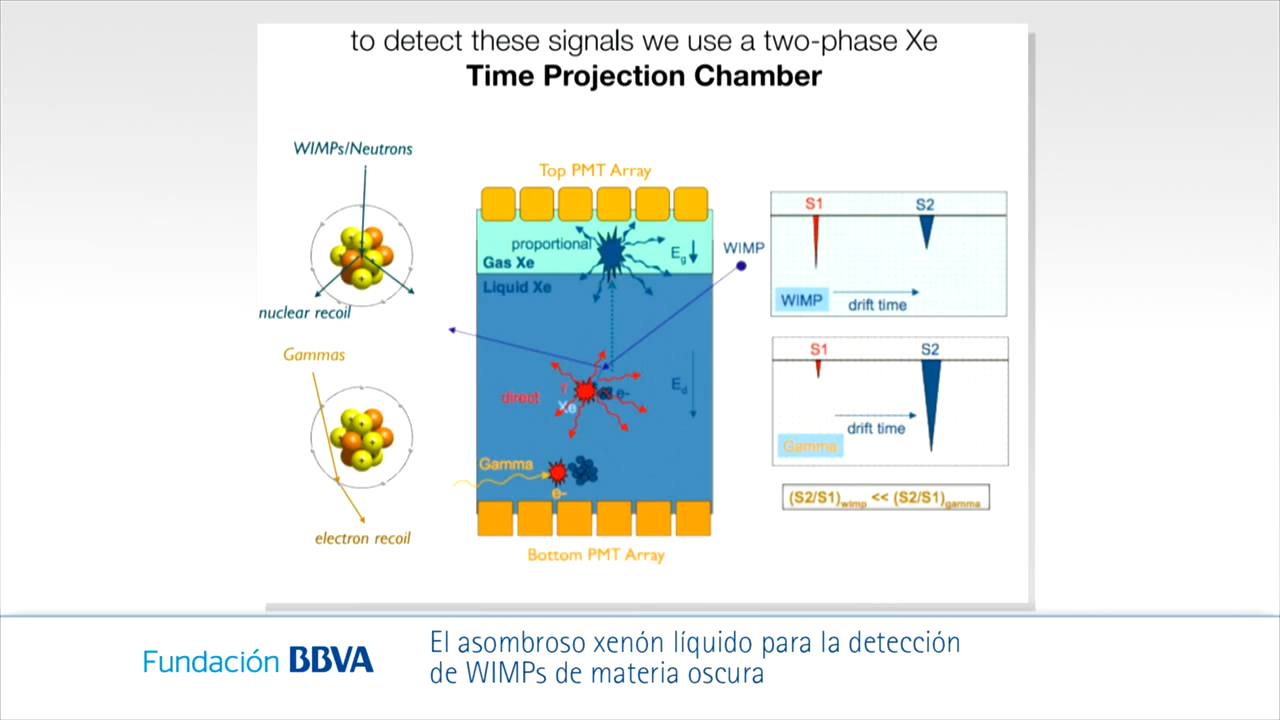 to detect these signals we use a two-phase Xe
Time Projection Chamber
WIMPs/Neutrons
nuclear recoil
Gammas
electron recoil
Top PMT Array
proportional
Gas Xe
Eg
Liquid Xe
WIMP
direct
Xe
e-
Ed
Gamma
e-
Bottom PMT Array
S1 S2
WIMP drift time
S1 S2
drift time
Gamma
(S2/S1)wimp << (S2/S1)gamma
Fundación BBVA
El asombroso xenón líquido para la detección
de WIMPs de materia oscura